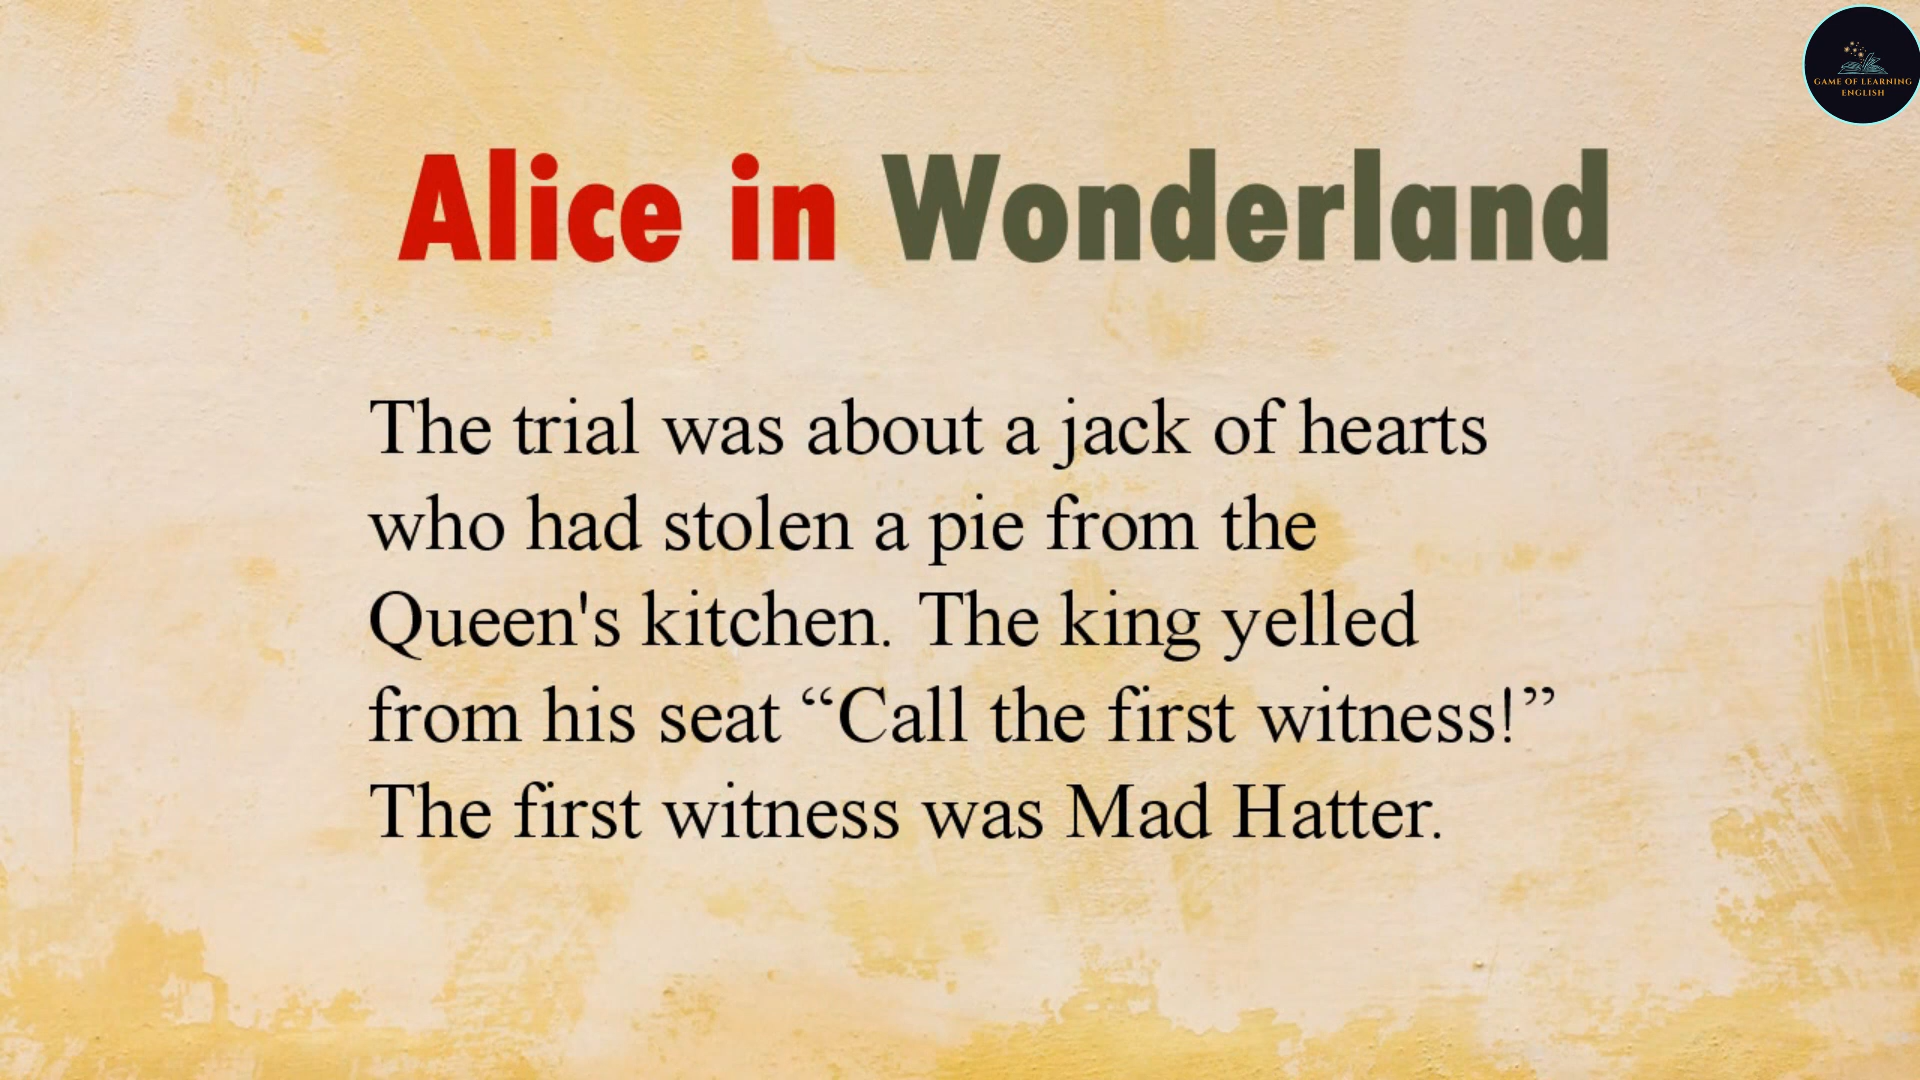 GAME OF LEARNING
ENGLISH
Alice in Wonderland
The trial was about a jack of hearts
who had stolen a pie from the
Queen's kitchen. The king yelled
from his seat “Call the first witness!”
The first witness was Mad Hatter.